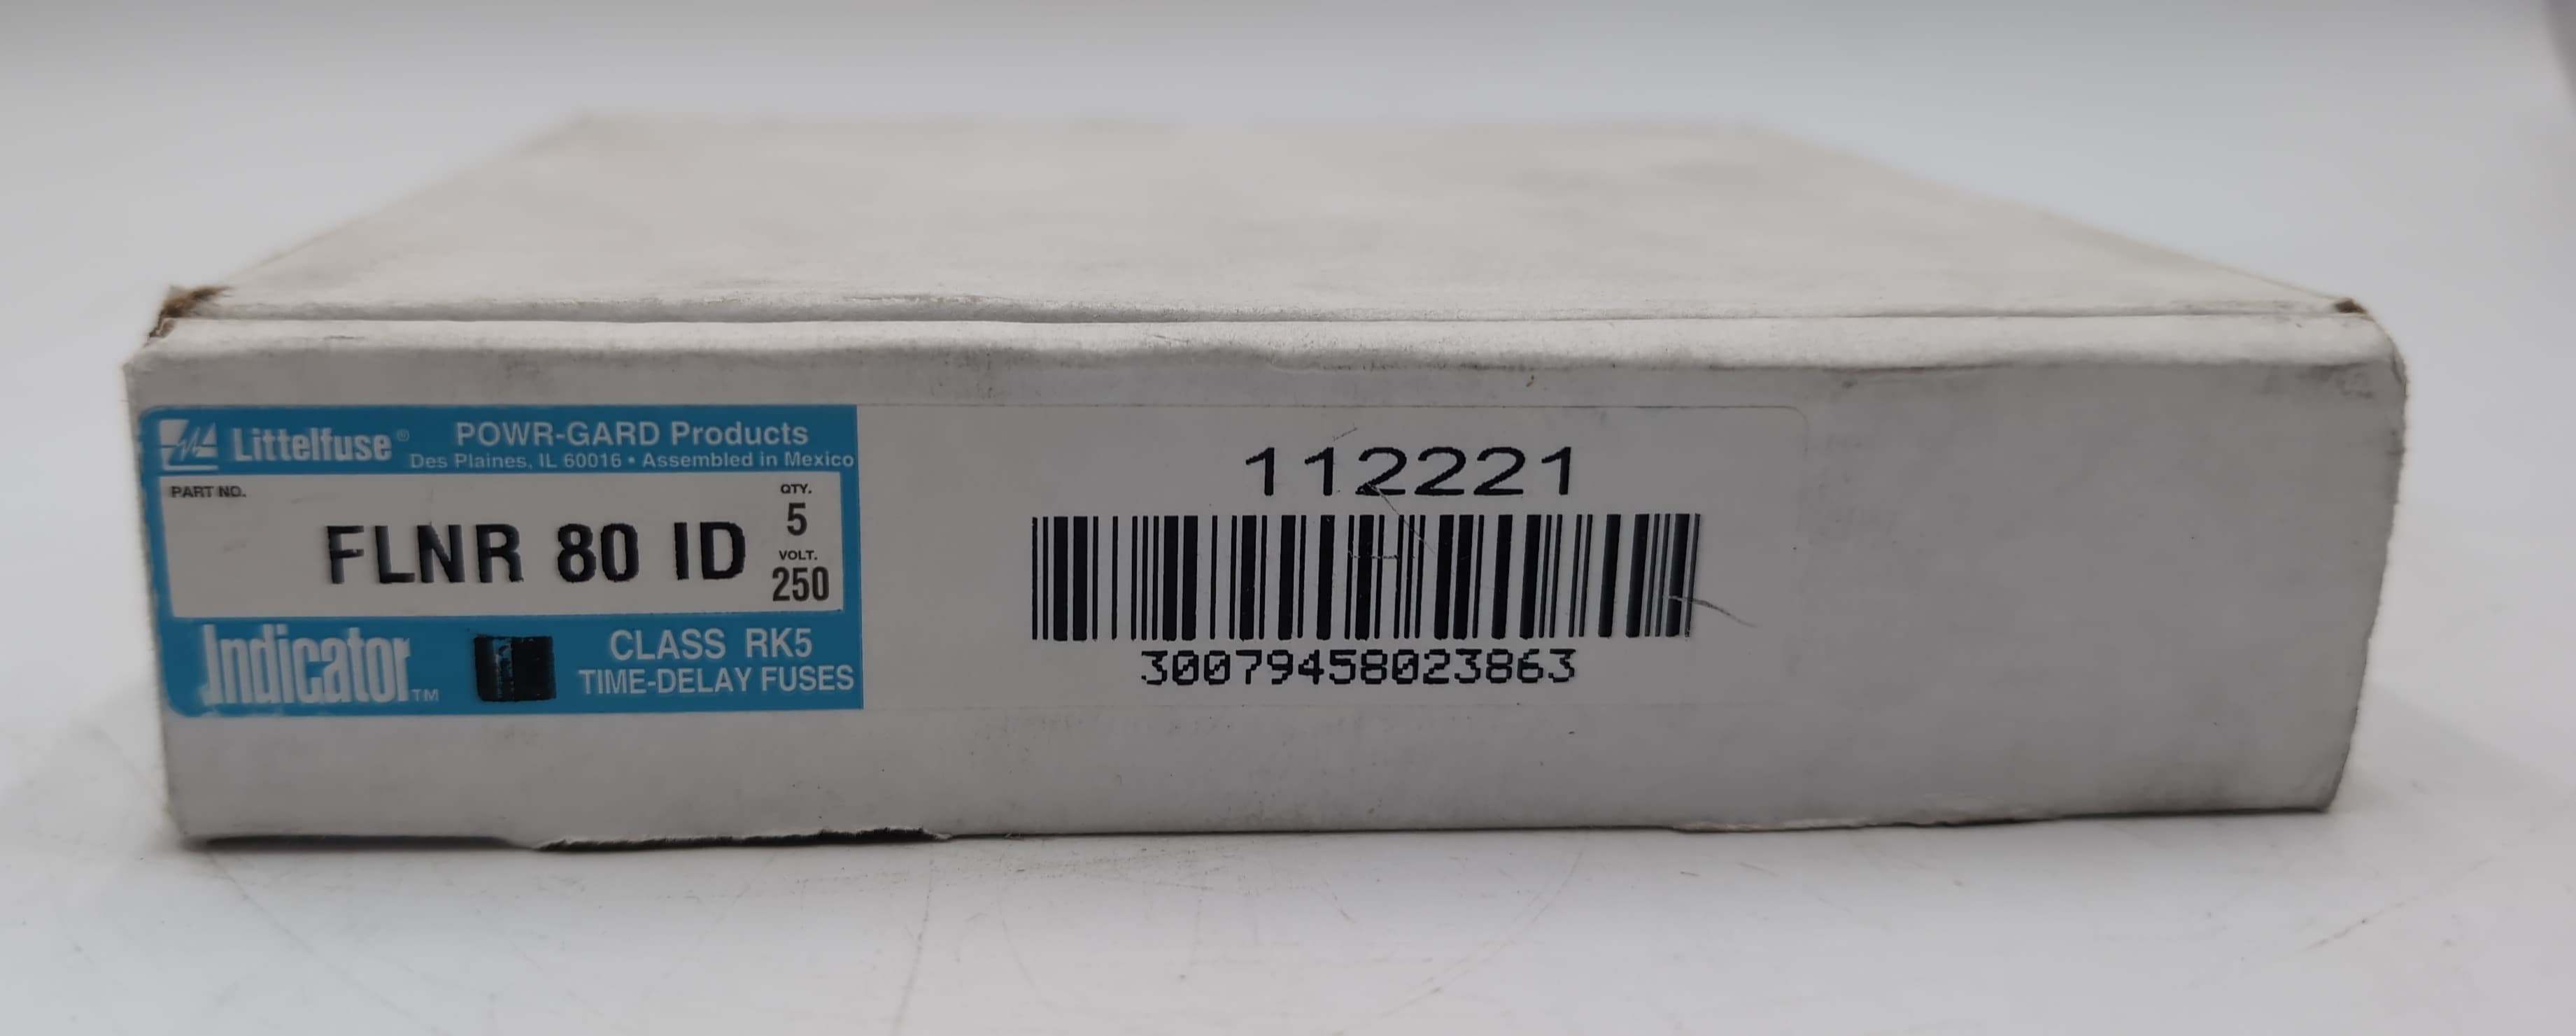 Littelfuse® POWR-GARD Products
Des Plaines, IL 60016 • Assembled in Mexico
PART NO.
QTY.
5
FLNR 80 ID
VOLT.
250
Indicator™
CLASS RK5
TIME-DELAY FUSES
112221
30079458023863